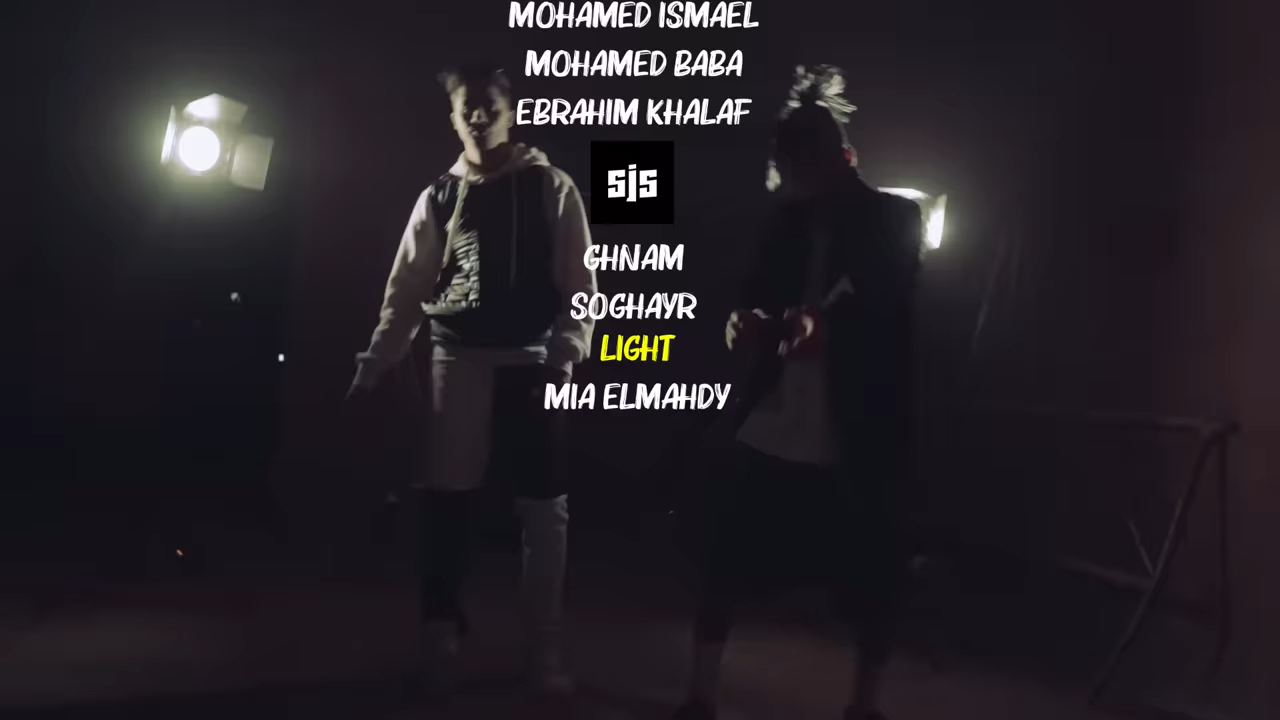 MOHAMED ISMAEL
MOHAMED BABA
EBRAHIM KHALAF
sjs
GHNAM
SOGHAYR
LIGHT
MIA ELMAHDY